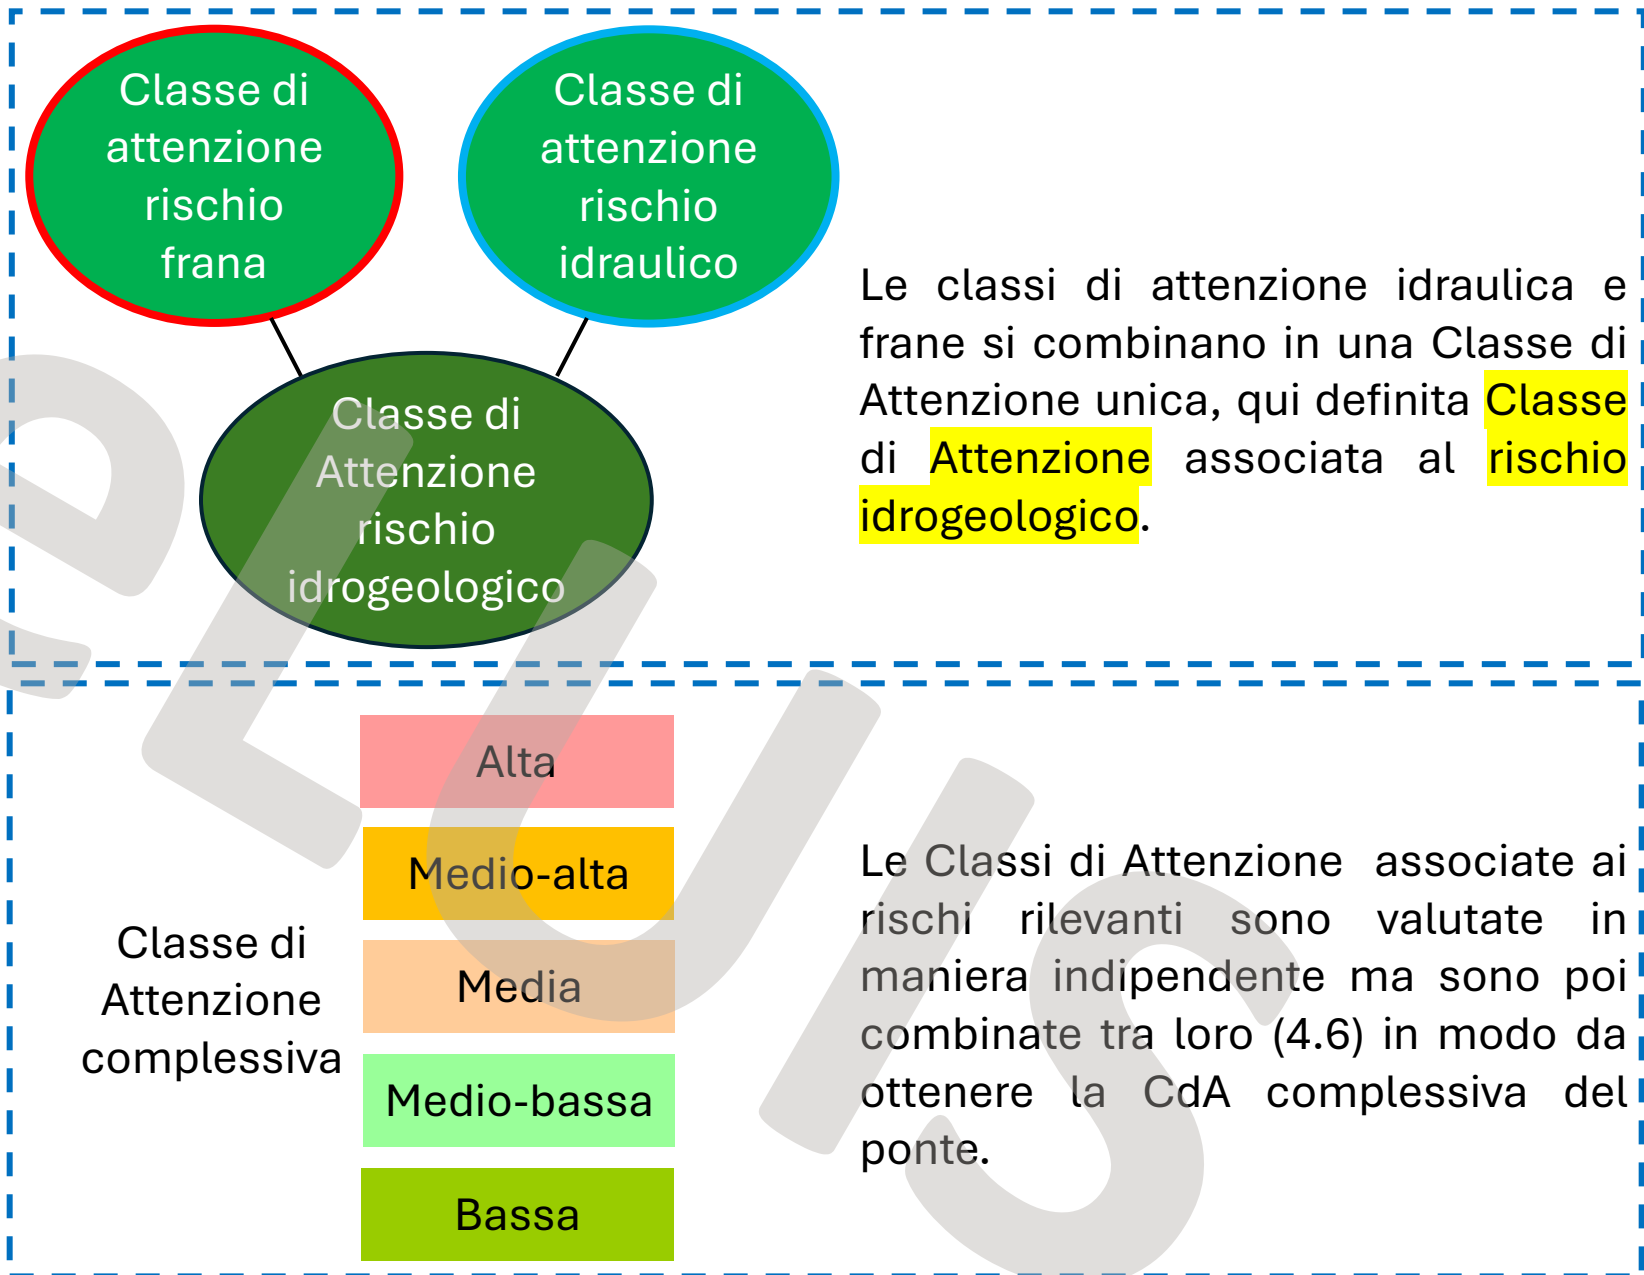 Classe di
attenzione
rischio
frana
Classe di
attenzione
rischio
idraulico
Classe di
Attenzione
rischio
idrogeologico
Le classi di attenzione idraulica e
frane si combinano in una Classe di
Attenzione unica, qui definita Classe
di Attenzione associata al rischio
idrogeologico.
Classe di
Attenzione
complessiva
Alta
Medio-alta
Media
Medio-bassa
Bassa
Le Classi di Attenzione associate ai
rischi rilevanti sono valutate in
maniera indipendente ma sono poi
combinate tra loro (4.6) in modo da
ottenere la CdA complessiva del
ponte.
eLUIS